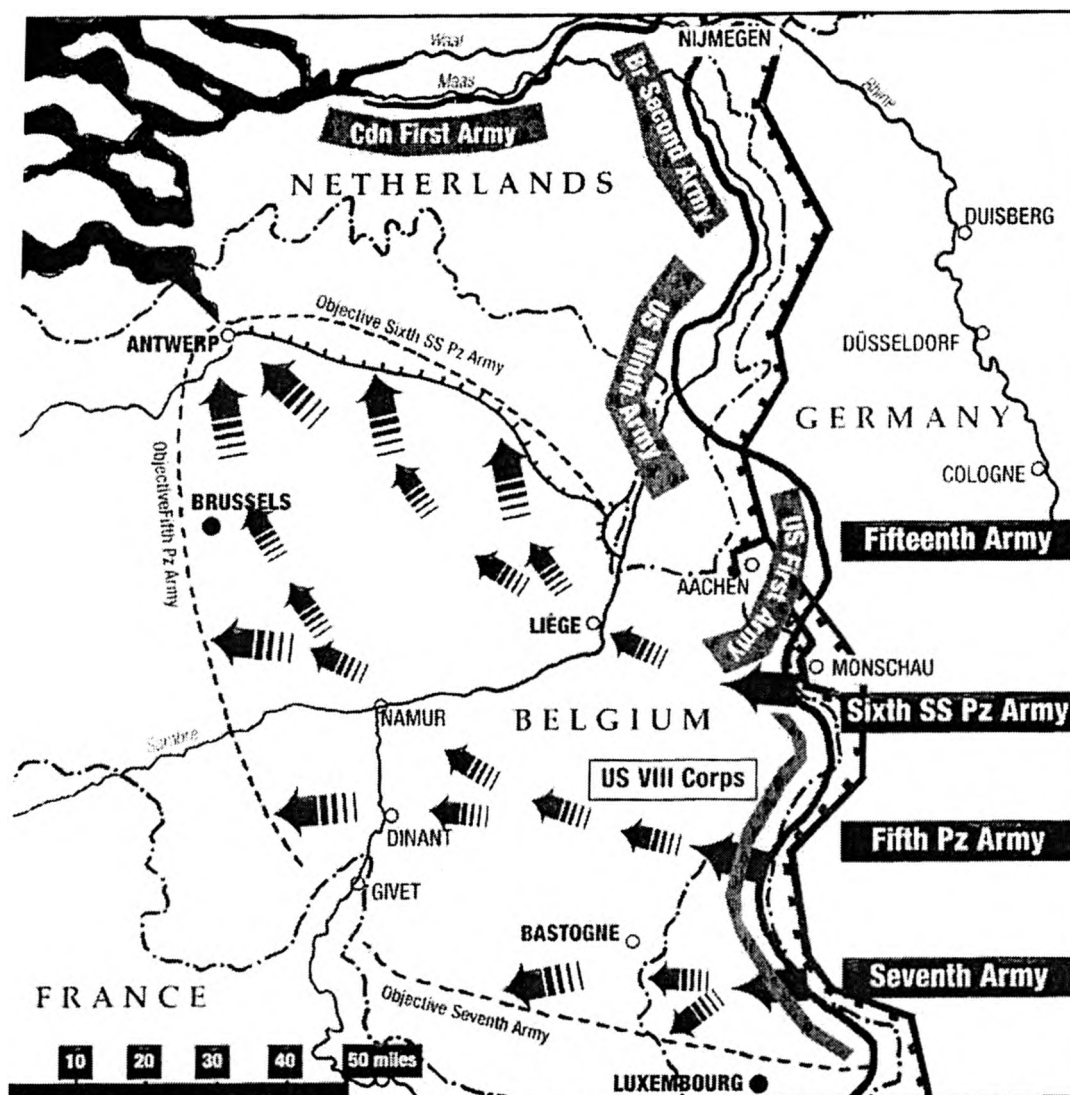 Waal
NIJMEGEN
Maas
Rhine
Cdn First Army
Br Second Army
NETHERLANDS
DUISBERG
US Ninth Army
Objective Sixth SS Pz Army
ANTWERP
DÜSSELDORF
GERMANY
COLOGNE
Objective Fifth Pz Army
BRUSSELS
US First Army
Fifteenth Army
AACHEN
LIÉGE
MONSCHAU
NAMUR
BELGIUM
Sixth SS Pz Army
Sambre
US VIII Corps
DINANT
Fifth Pz Army
GIVET
BASTOGNE
Seventh Army
FRANCE
Objective Seventh Army
10 20 30 40 50 miles
LUXEMBOURG